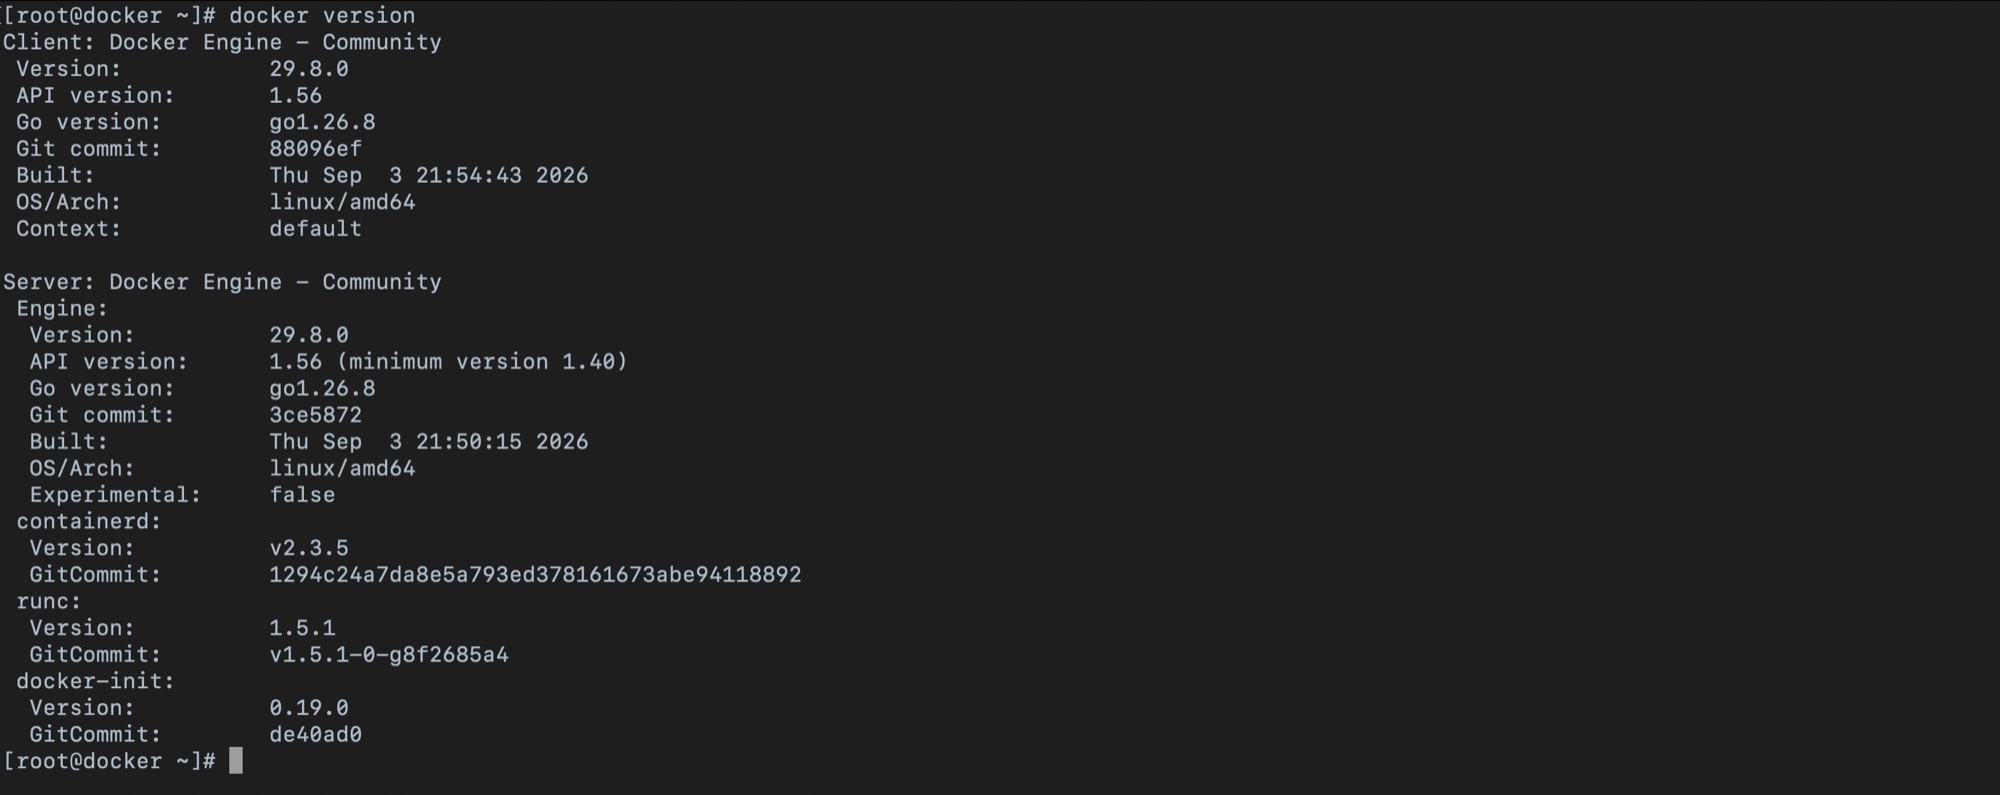 [[root@docker ~]# docker version
Client: Docker Engine - Community
 Version:           29.8.0
 API version:       1.56
 Go version:        go1.26.8
 Git commit:        88096ef
 Built:             Thu Sep  3 21:54:43 2026
 OS/Arch:           linux/amd64
 Context:           default

Server: Docker Engine - Community
 Engine:
  Version:          29.8.0
  API version:      1.56 (minimum version 1.40)
  Go version:       go1.26.8
  Git commit:       3ce5872
  Built:            Thu Sep  3 21:50:15 2026
  OS/Arch:          linux/amd64
  Experimental:     false
 containerd:
  Version:          v2.3.5
  GitCommit:        1294c24a7da8e5a793ed378161673abe94118892
 runc:
  Version:          1.5.1
  GitCommit:        v1.5.1-0-g8f2685a4
 docker-init:
  Version:          0.19.0
  GitCommit:        de40ad0
[root@docker ~]#